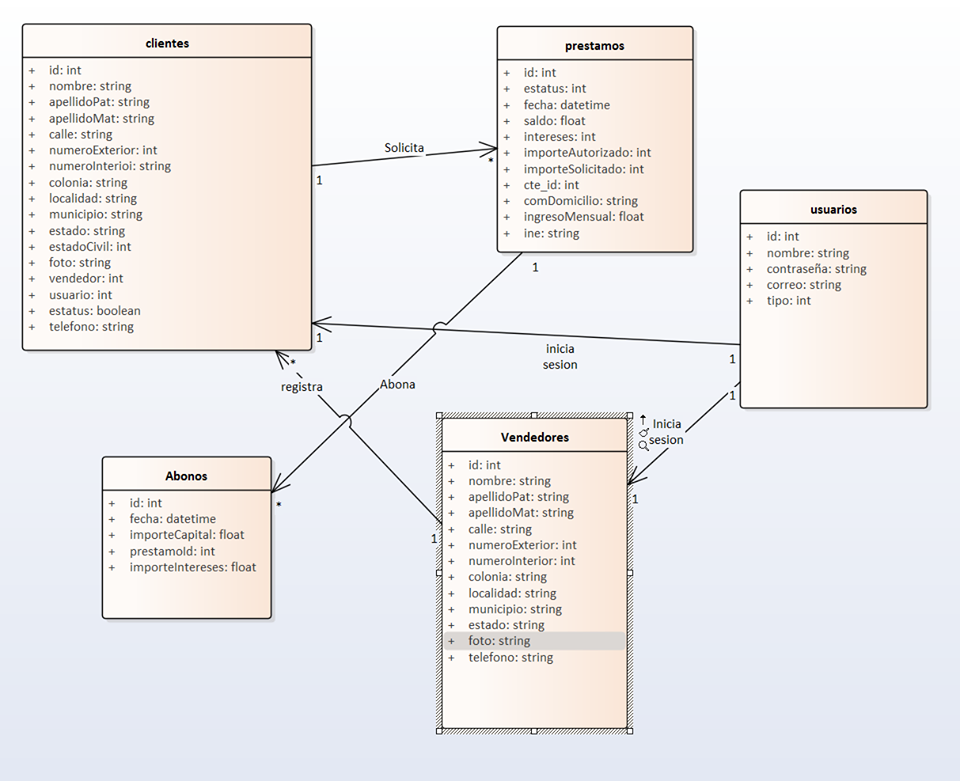 clientes
+ id: int
+ nombre: string
+ apellidoPat: string
+ apellidoMat: string
+ calle: string
+ numeroExterior: int
+ numeroInterioi: string
+ colonia: string
+ localidad: string
+ municipio: string
+ estado: string
+ estadoCivil: int
+ foto: string
+ vendedor: int
+ usuario: int
+ estatus: boolean
+ telefono: string
Solicita
1
*
prestamos
+ id: int
+ estatus: int
+ fecha: datetime
+ saldo: float
+ intereses: int
+ importeAutorizado: int
+ importeSolicitado: int
+ cte_id: int
+ comDomicilio: string
+ ingresoMensual: float
+ ine: string
1
usuarios
+ id: int
+ nombre: string
+ contraseña: string
+ correo: string
+ tipo: int
1
inicia
sesion
1
*
registra
Abona
1
Inicia
sesion
1
Abonos
+ id: int
+ fecha: datetime
+ importeCapital: float
+ prestamoId: int
+ importeIntereses: float
*
1
Vendedores
+ id: int
+ nombre: string
+ apellidoPat: string
+ apellidoMat: string
+ calle: string
+ numeroExterior: int
+ numeroInterior: int
+ colonia: string
+ localidad: string
+ municipio: string
+ estado: string
+ foto: string
+ telefono: string